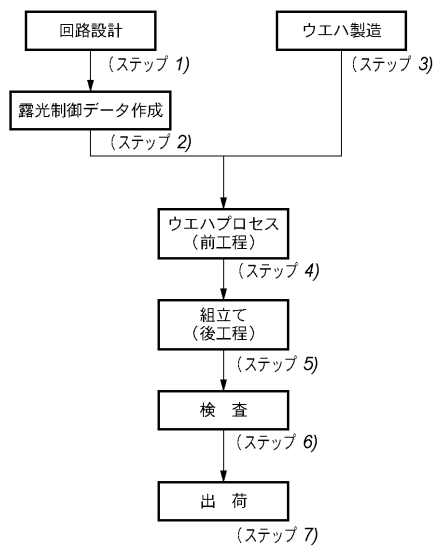 回路設計
(ステップ 1)
ウエハ製造
(ステップ 3)
露光制御データ作成
(ステップ 2)
ウエハプロセス
(前工程)
(ステップ 4)
組立て
(後工程)
(ステップ 5)
検 査
(ステップ 6)
出 荷
(ステップ 7)